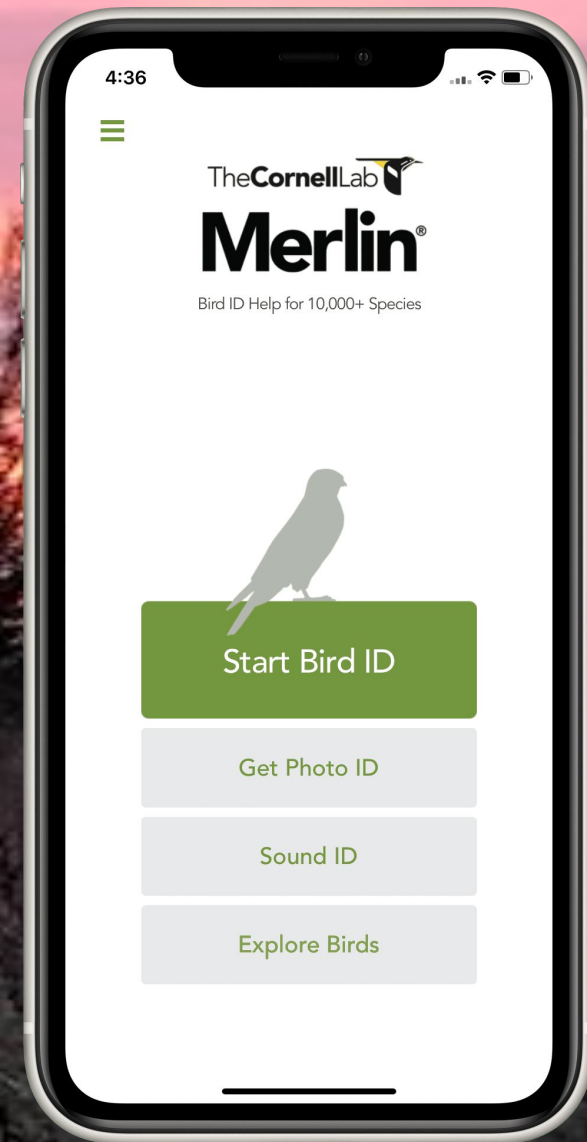 4:36
TheCornellLab
Merlin®
Bird ID Help for 10,000+ Species
Start Bird ID
Get Photo ID
Sound ID
Explore Birds